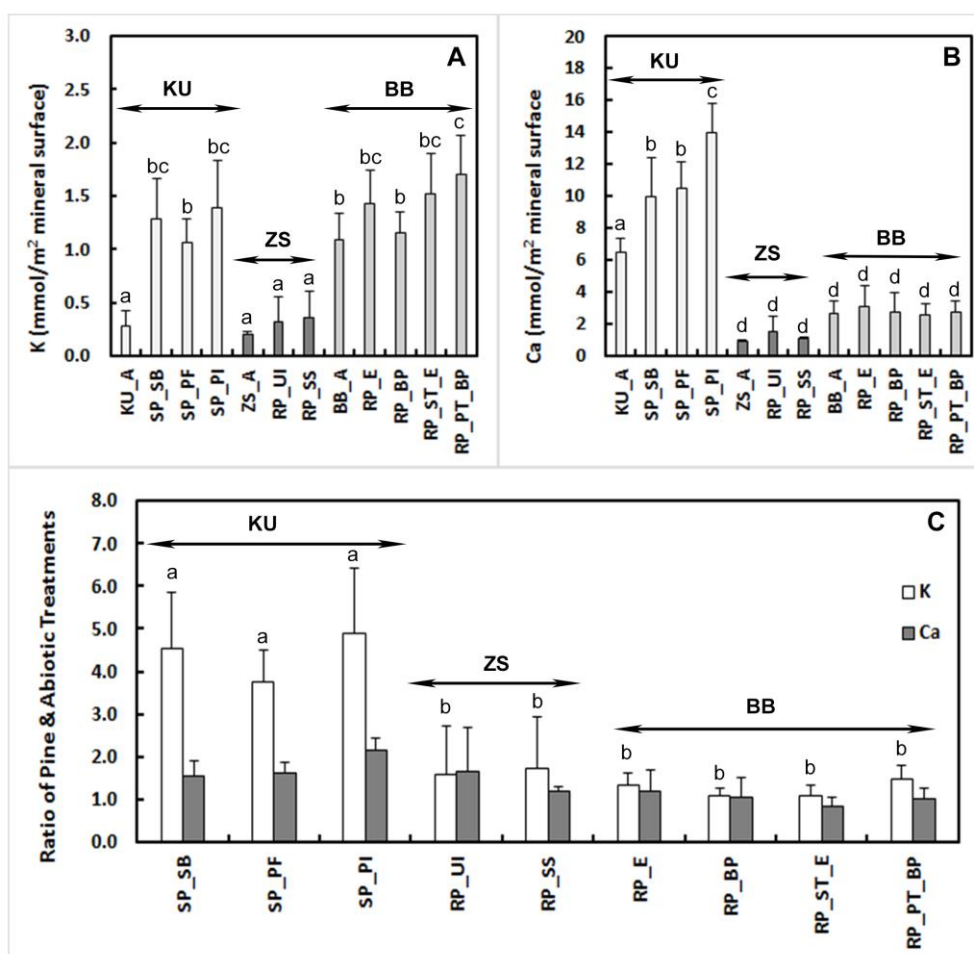 A
K (mmol/m² mineral surface)
3.0
2.5
2.0
1.5
1.0
0.5
0.0
KU
ZS
BB
a
bc
b
bc
a
a
a
b
bc
b
bc
c
KU_A
SP_SB
SP_PF
SP_PI
ZS_A
RP_UI
RP_SS
BB_A
RP_E
RP_BP
RP_ST_E
RP_PT_BP
B
Ca (mmol/m² mineral surface
20
18
16
14
12
10
8
6
4
2
0
KU
ZS
BB
a
b
b
c
d
d
d
d
d
d
d
d
KU_A
SP_SB
SP_PF
SP_PI
ZS_A
RP_UI
RP_SS
BB_A
RP_E
RP_BP
RP_ST_E
RP_PT_BP
C
Ratio of Pine & Abiotic Treatments
8.0
7.0
6.0
5.0
4.0
3.0
2.0
1.0
0.0
KU
ZS
BB
a
a
a
b
b
b
b
b
b
K
Ca
SP_SB
SP_PF
SP_PI
RP_UI
RP_SS
RP_E
RP_BP
RP_ST_E
RP_PT_BP